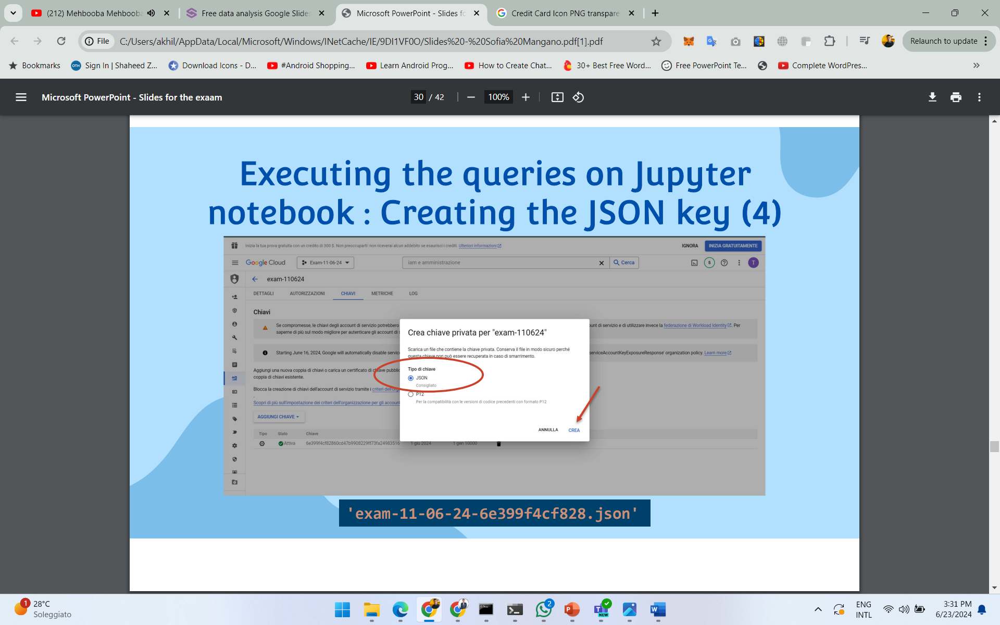 (212) Mehbooba Mehbooba
Free data analysis Google Slides
Microsoft PowerPoint - Slides fo
Credit Card Icon PNG transpare
File
C:/Users/akhil/AppData/Local/Microsoft/Windows/INetCache/IE/9DI1VF0O/Slides%20-%20Sofia%20Mangano.pdf[1].pdf
Relaunch to update
Bookmarks
OTH
Sign In | Shaheed Z...
Download Icons - D...
#Android Shopping...
Learn Android Prog...
How to Create Chat...
30+ Best Free Word...
Free PowerPoint Te...
Complete WordPres...
Microsoft PowerPoint - Slides for the exaam
30 / 42
100%
Executing the queries on Jupyter
notebook : Creating the JSON key (4)
Inizia la tua prova gratuita con un credito di 300 $. Non preoccuparti: non riceverai alcun addebito se esaurisci i crediti. Ulteriori informazioni
IGNORA
INIZIA GRATUITAMENTE
Google Cloud
Exam-11-06-24
iam e amministrazione
Cerca
5
T
exam-110624
DETTAGLI
AUTORIZZAZIONI
CHIAVI
METRICHE
LOG
Chiavi
Se compromesse, le chiavi degli account di servizio potrebbero
unt di servizio e di utilizzare invece la federazione di Workload Identity. Per
saperne di più sul modo migliore per autenticare gli account di s
Starting June 16, 2024, Google will automatically disable servic
serviceAccountKeyExposureResponse' organization policy. Learn more
Aggiungi una nuova coppia di chiavi o carica un certificato di chiave pubblic
coppia di chiavi esistente.
Blocca la creazione di chiavi dell'account di servizio tramite i criteri dell'org
.
Scopri di più sull'impostazione dei criteri dell'organizzazione per gli account
AGGIUNGI CHIAVE
Tipo
Stato
Chiave
Attiva
6e399f4cf82860cd47b9908229ff73fa24983516
1 giu 2024
1 gen 10000
Crea chiave privata per "exam-110624"
Scarica un file che contiene la chiave privata. Conserva il file in modo sicuro perché
questa chiave non può essere recuperata in caso di smarrimento.
Tipo di chiave
JSON
Consigliato
P12
Per la compatibilità con le versioni di codice precedenti con formato P12
ANNULLA
CREA
'exam-11-06-24-6e399f4cf828.json'
1
28°C
Soleggiato
2
NEW
ENG
INTL
3:31 PM
6/23/2024